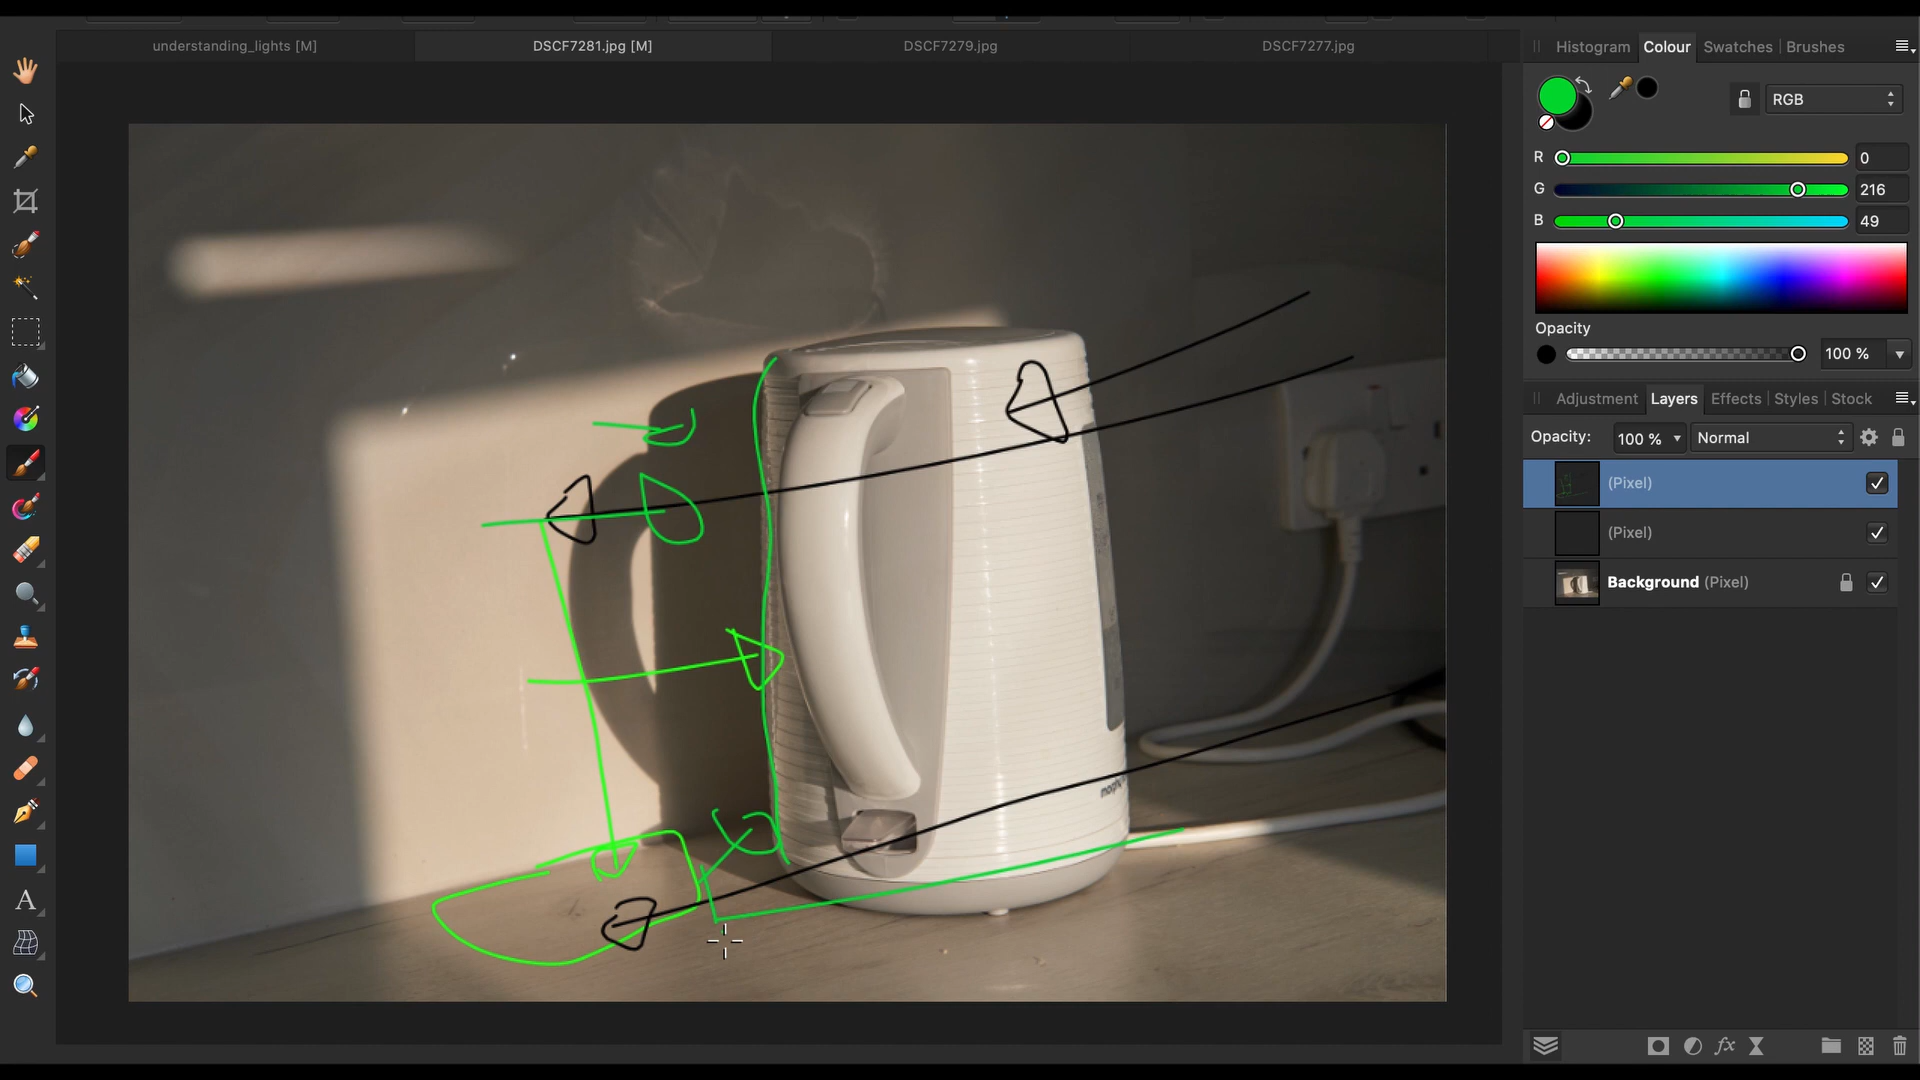 understanding_lights [M]
DSCF7281.jpg [M]
DSCF7279.jpg
DSCF7277.jpg
Histogram
Colour
Swatches
Brushes
RGB
R
0
G
216
B
49
Opacity
100 %
Adjustment
Layers
Effects
Styles
Stock
Opacity:
100 %
Normal
(Pixel)
(Pixel)
Background (Pixel)
fx
A